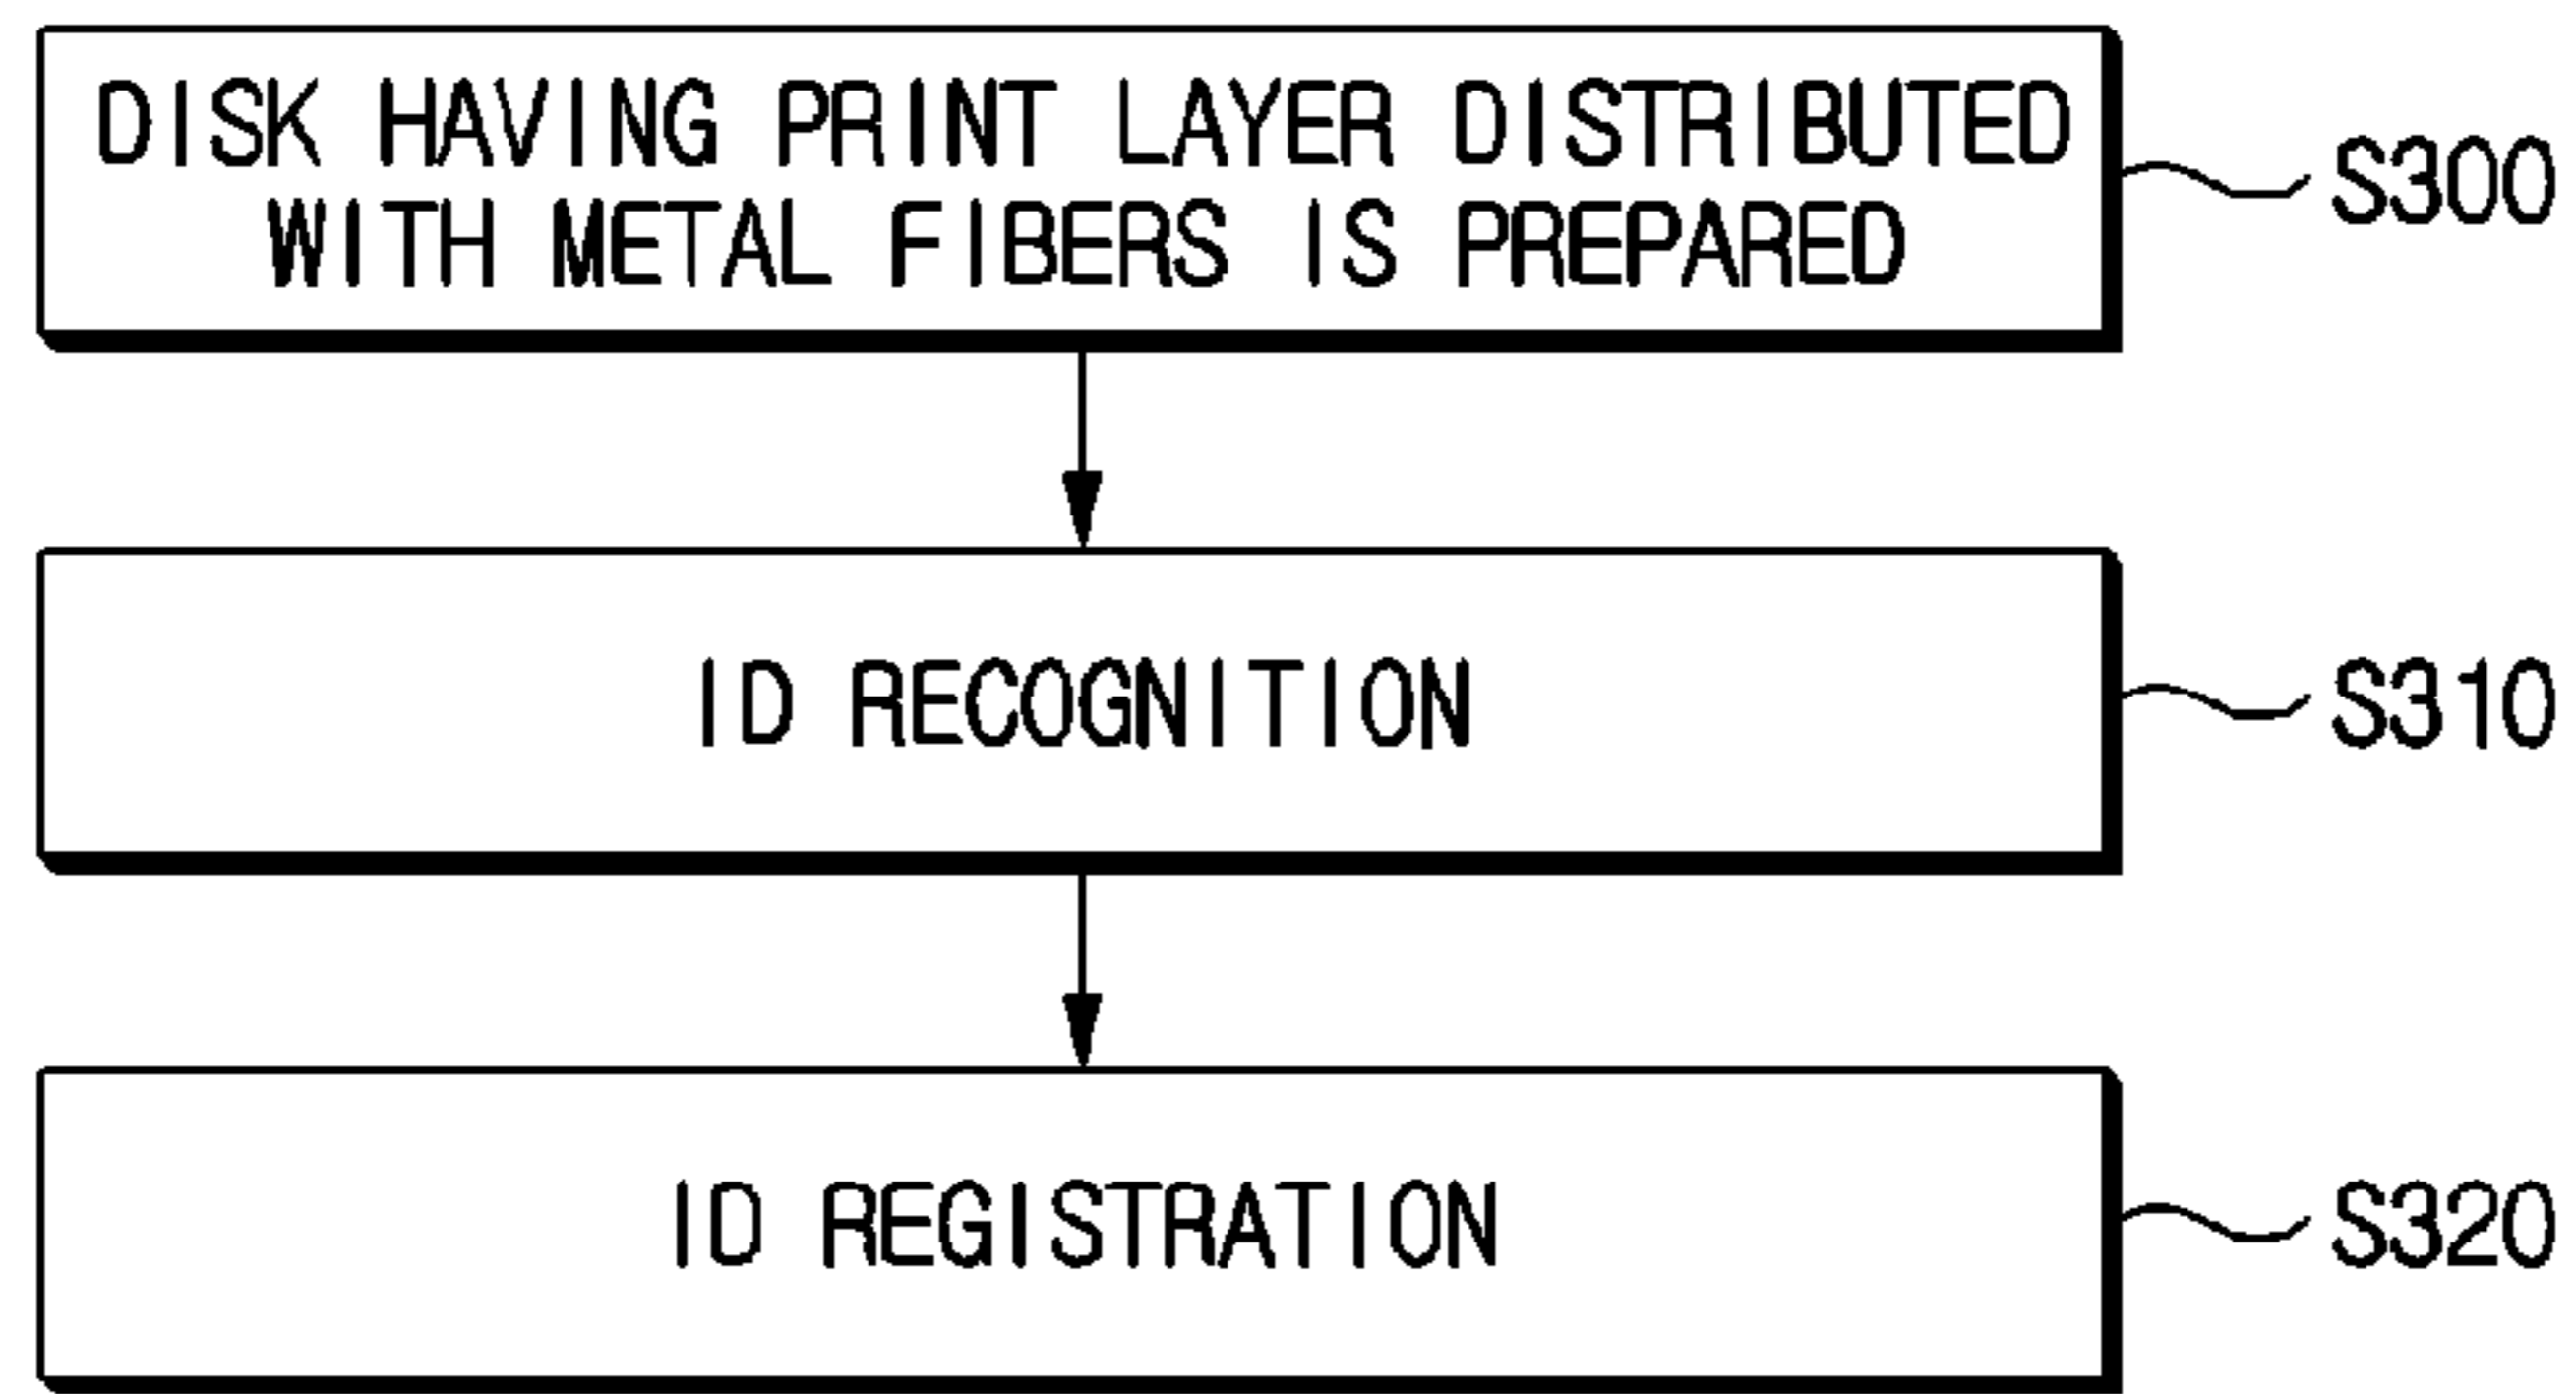 DISK HAVING PRINT LAYER DISTRIBUTED
WITH METAL FIBERS IS PREPARED
S300
ID RECOGNITION
S310
ID REGISTRATION
S320